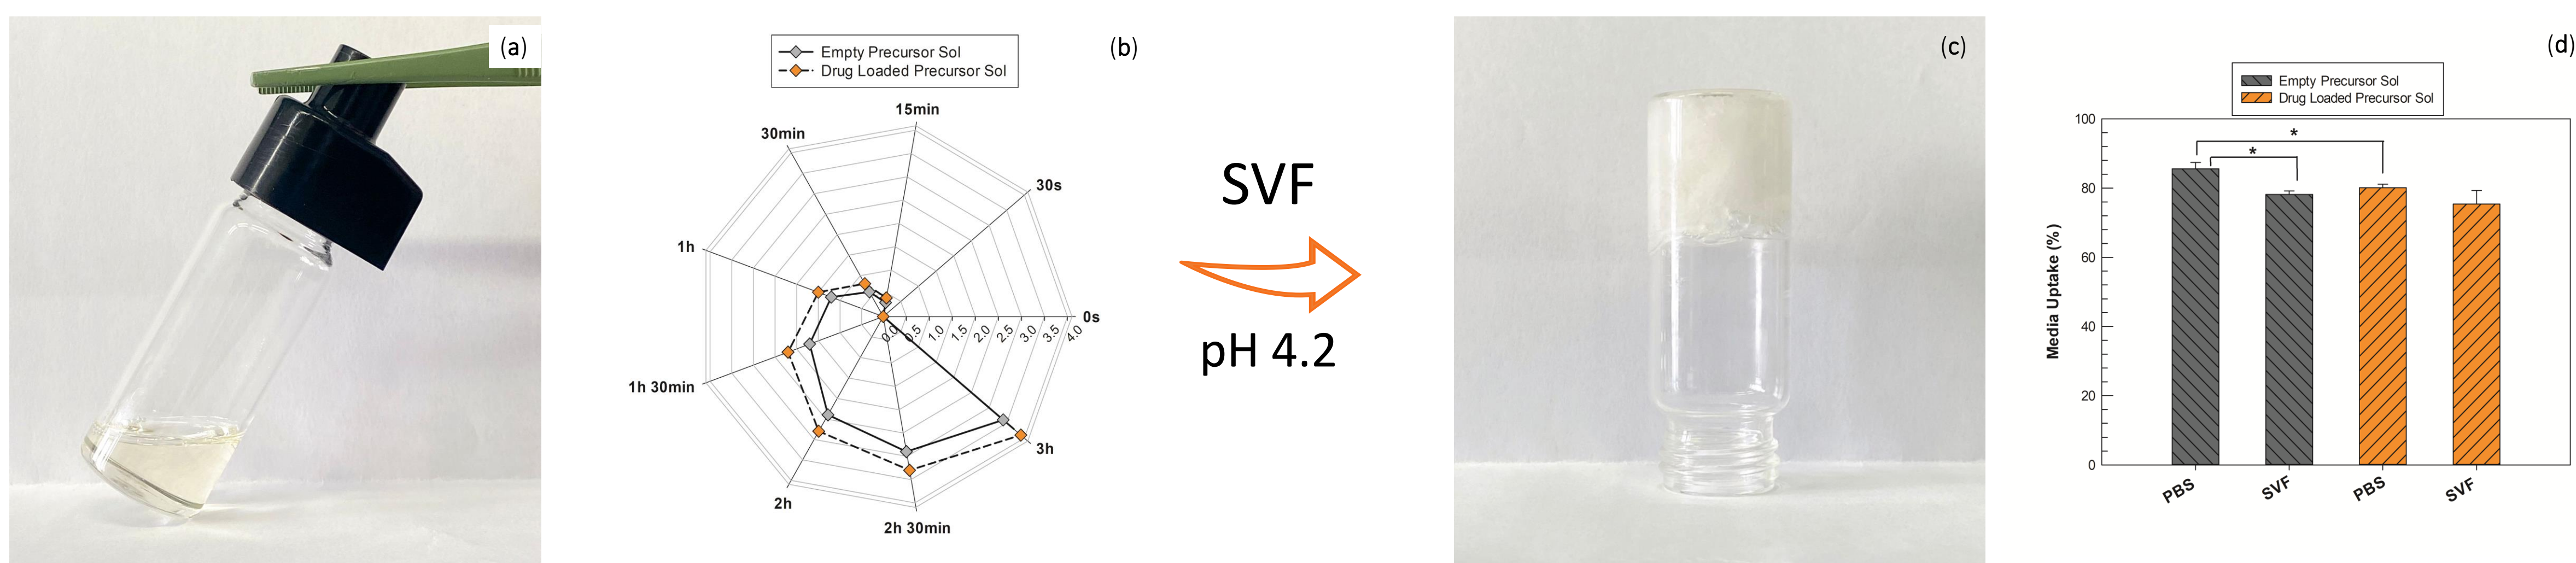 (a)
(b)
Empty Precursor Sol
Drug Loaded Precursor Sol
15min
30min
30s
1h
0s
0.0 0.5 1.0 1.5 2.0 2.5 3.0 3.5 4.0
1h 30min
3h
2h
2h 30min
SVF
pH 4.2
(c)
(d)
Empty Precursor Sol
Drug Loaded Precursor Sol
100
80
60
40
20
0
Media Uptake (%)
*
*
PBS
SVF
PBS
SVF